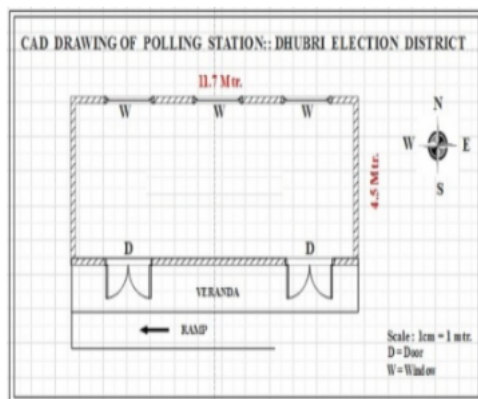 CAD DRAWING OF POLLING STATION:: DHUBRI ELECTION DISTRICT
11.7 Mtr.
W W W
N
W E
S
4.5 Mtr.
D D
VERANDA
RAMP
Scale : 1cm = 1 mtr.
D = Door
W = Window